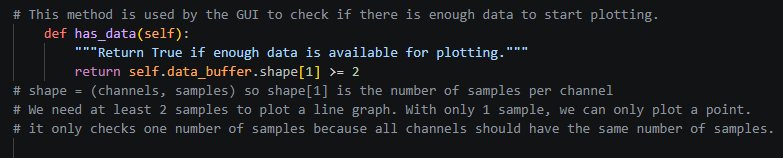 # This method is used by the GUI to check if there is enough data to start plotting.
    def has_data(self):
        """Return True if enough data is available for plotting."""
        return self.data_buffer.shape[1] >= 2
# shape = (channels, samples) so shape[1] is the number of samples per channel
# We need at least 2 samples to plot a line graph. With only 1 sample, we can only plot a point.
# it only checks one number of samples because all channels should have the same number of samples.